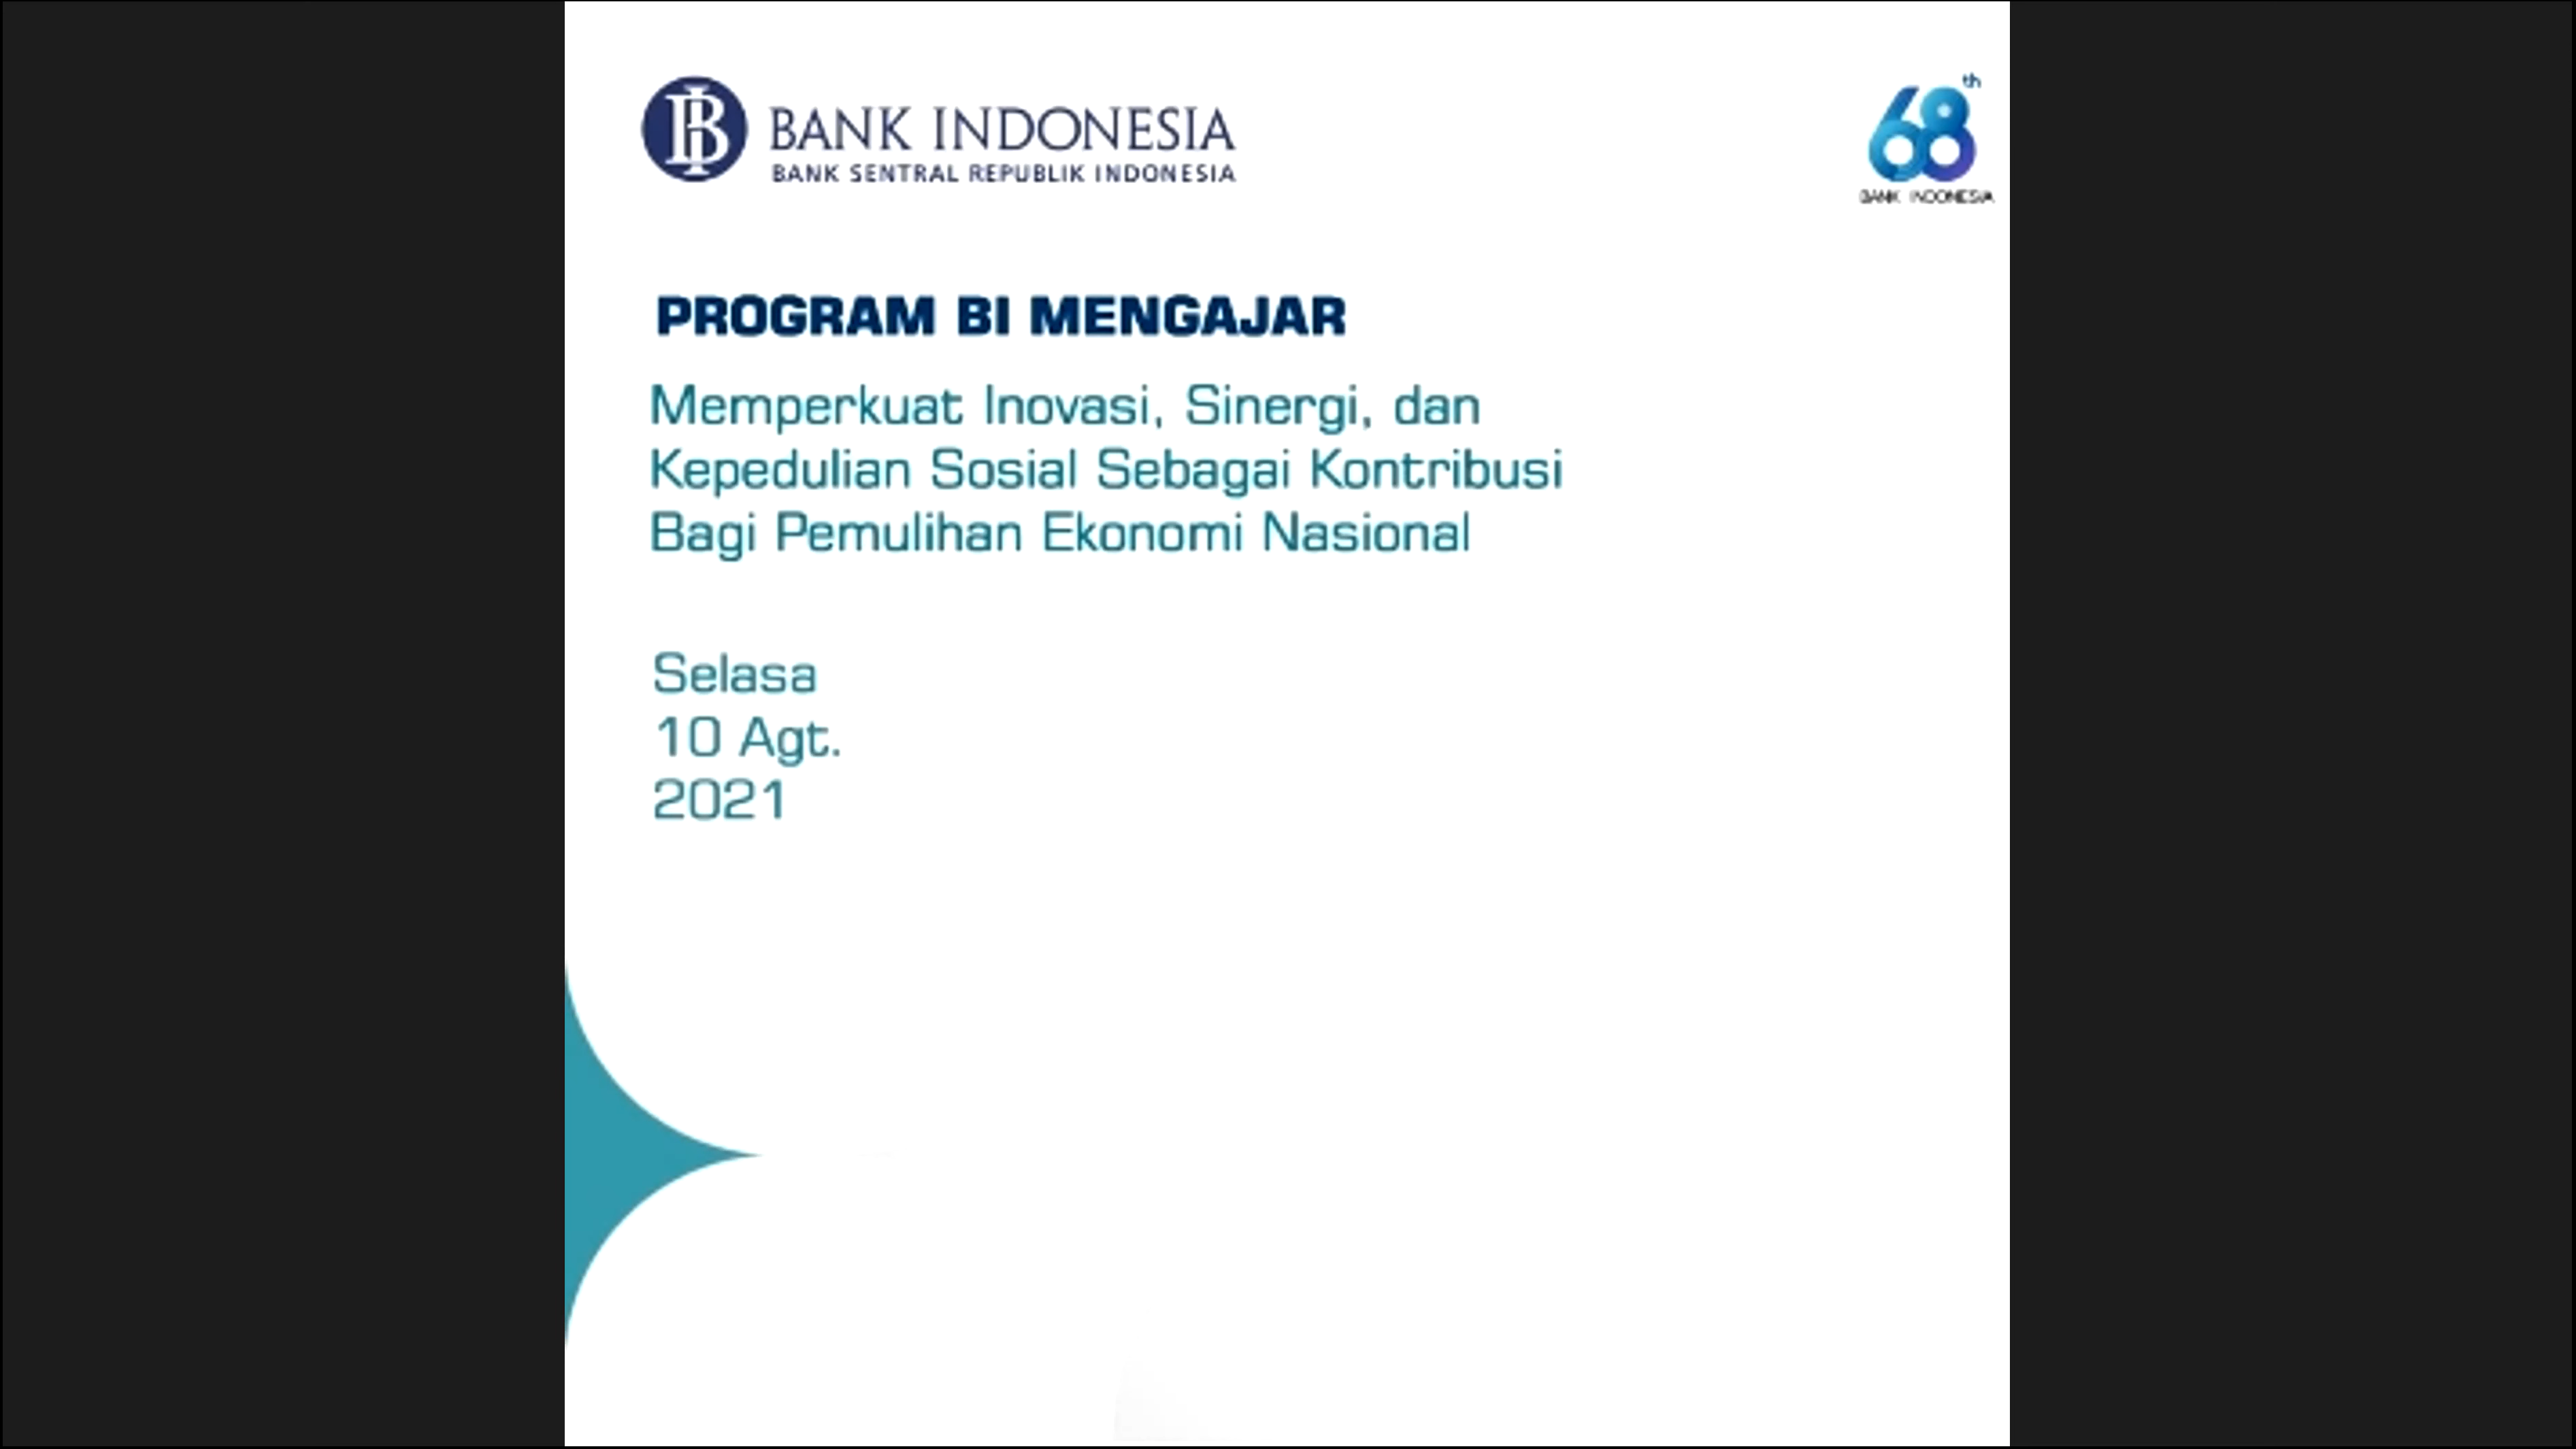 BANK INDONESIA
BANK SENTRAL REPUBLIK INDONESIA
68th
BANK INDONESIA
PROGRAM BI MENGAJAR
Memperkuat Inovasi, Sinergi, dan
Kepedulian Sosial Sebagai Kontribusi
Bagi Pemulihan Ekonomi Nasional
Selasa
10 Agt.
2021